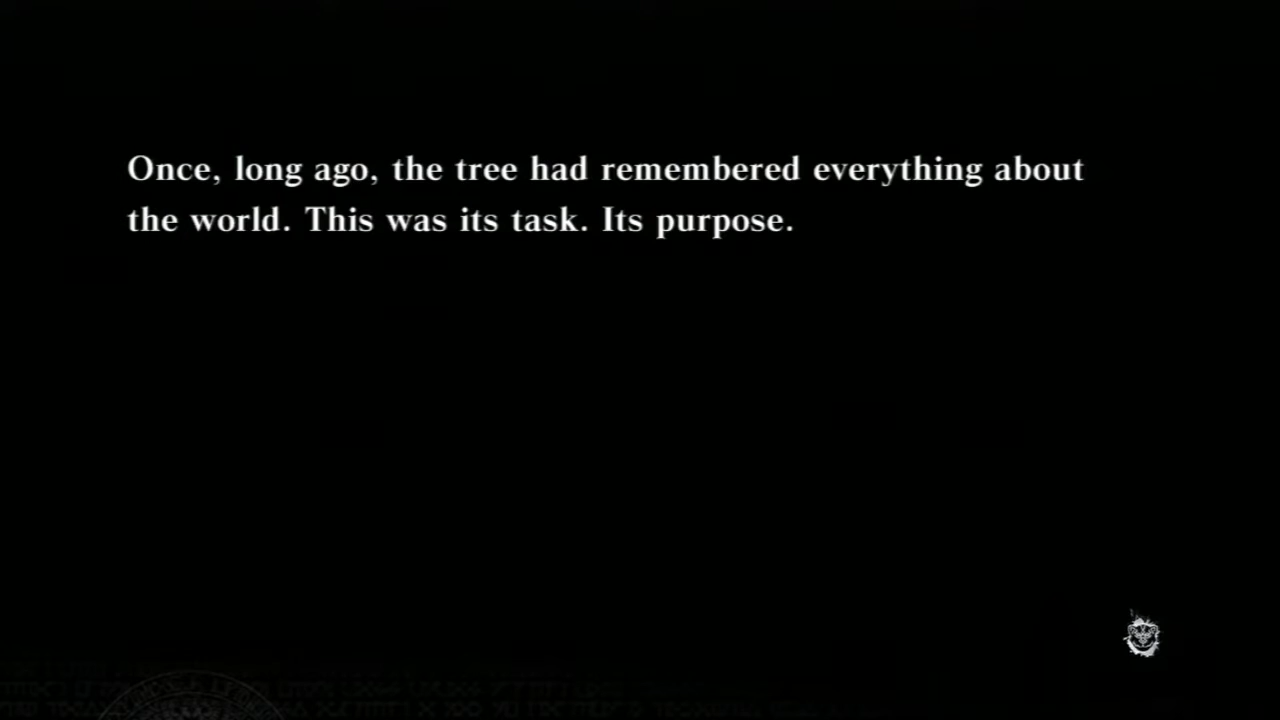 Once, long ago, the tree had remembered everything about
the world. This was its task. Its purpose.